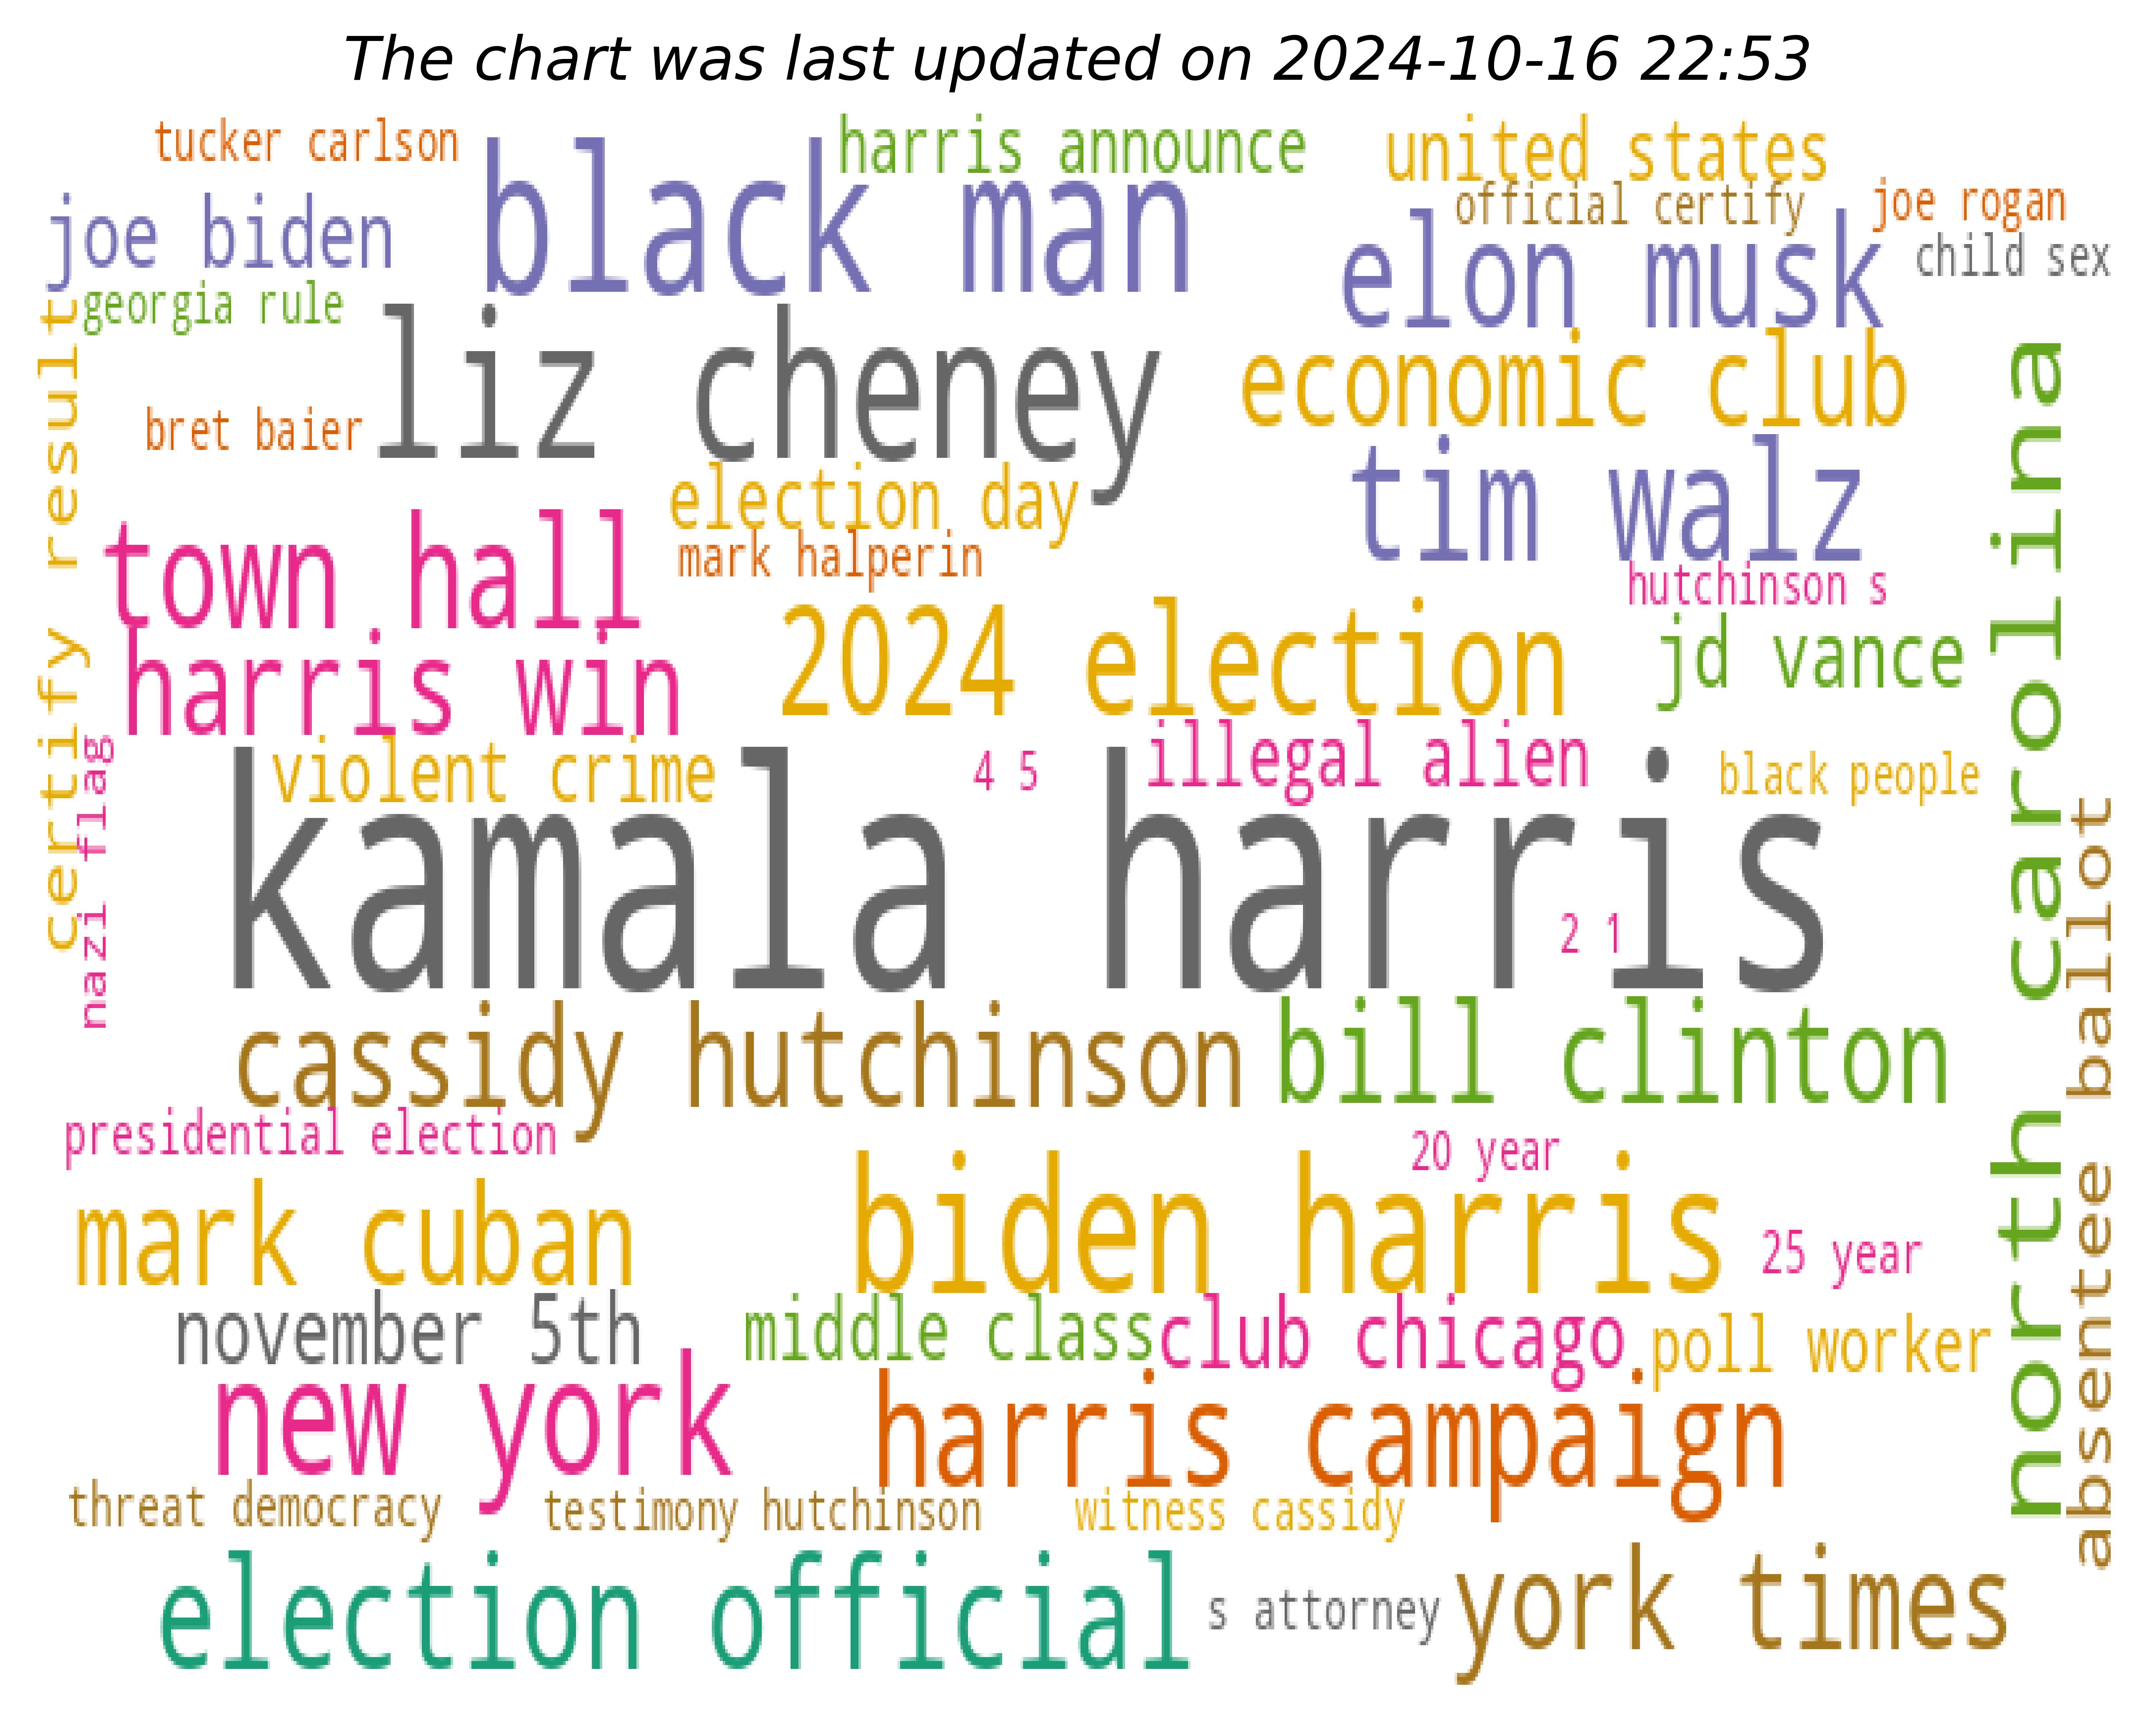 The chart was last updated on 2024-10-16 22:53
tucker carlson
harris announce
united states
black man
official certify
joe rogan
joe biden
elon musk
child sex
georgia rule
liz cheney
economic club
bret baier
certify result
north carolina
election day
tim walz
town hall
mark halperin
hutchinson s
2024 election
jd vance
harris win
violent crime
4 5
illegal alien
black people
nazi flag
kamala harris
2 1
absentee ballot
cassidy hutchinson
bill clinton
presidential election
20 year
mark cuban
biden harris
25 year
november 5th
middle class
club chicago
poll worker
new york
harris campaign
threat democracy
testimony hutchinson
witness cassidy
election official
s attorney
york times